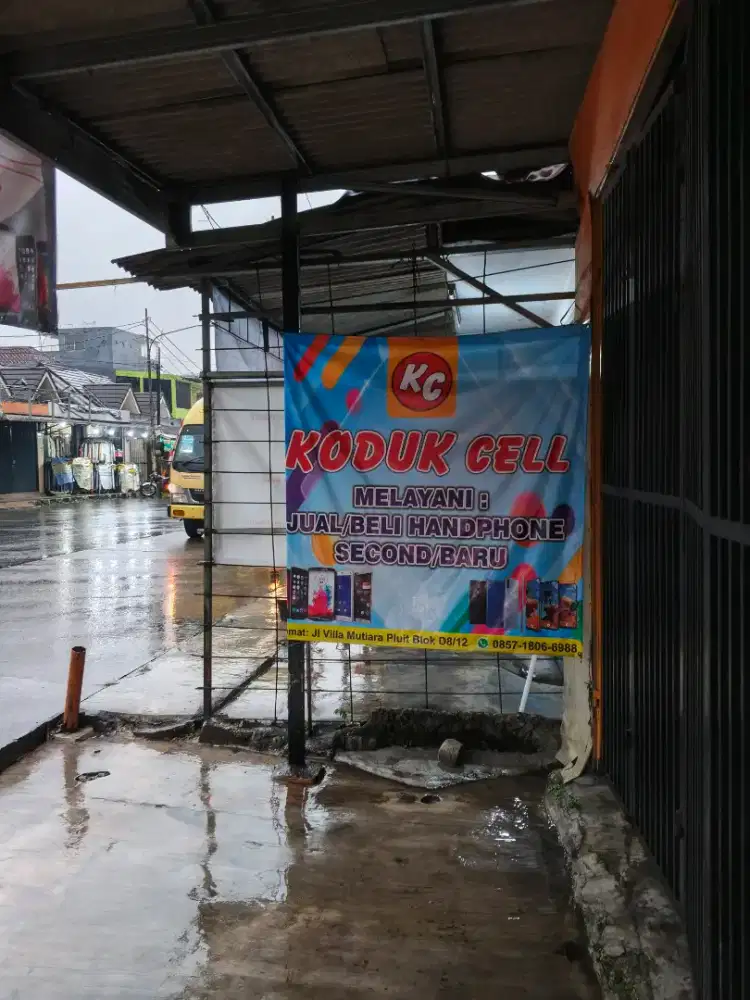 KC
KODUK CELL
MELAYANI :
JUAL/BELI HANDPHONE
SECOND/BARU
mat: Jl Villa Mutiara Pluit Blok D8/12 0857-1806-6988